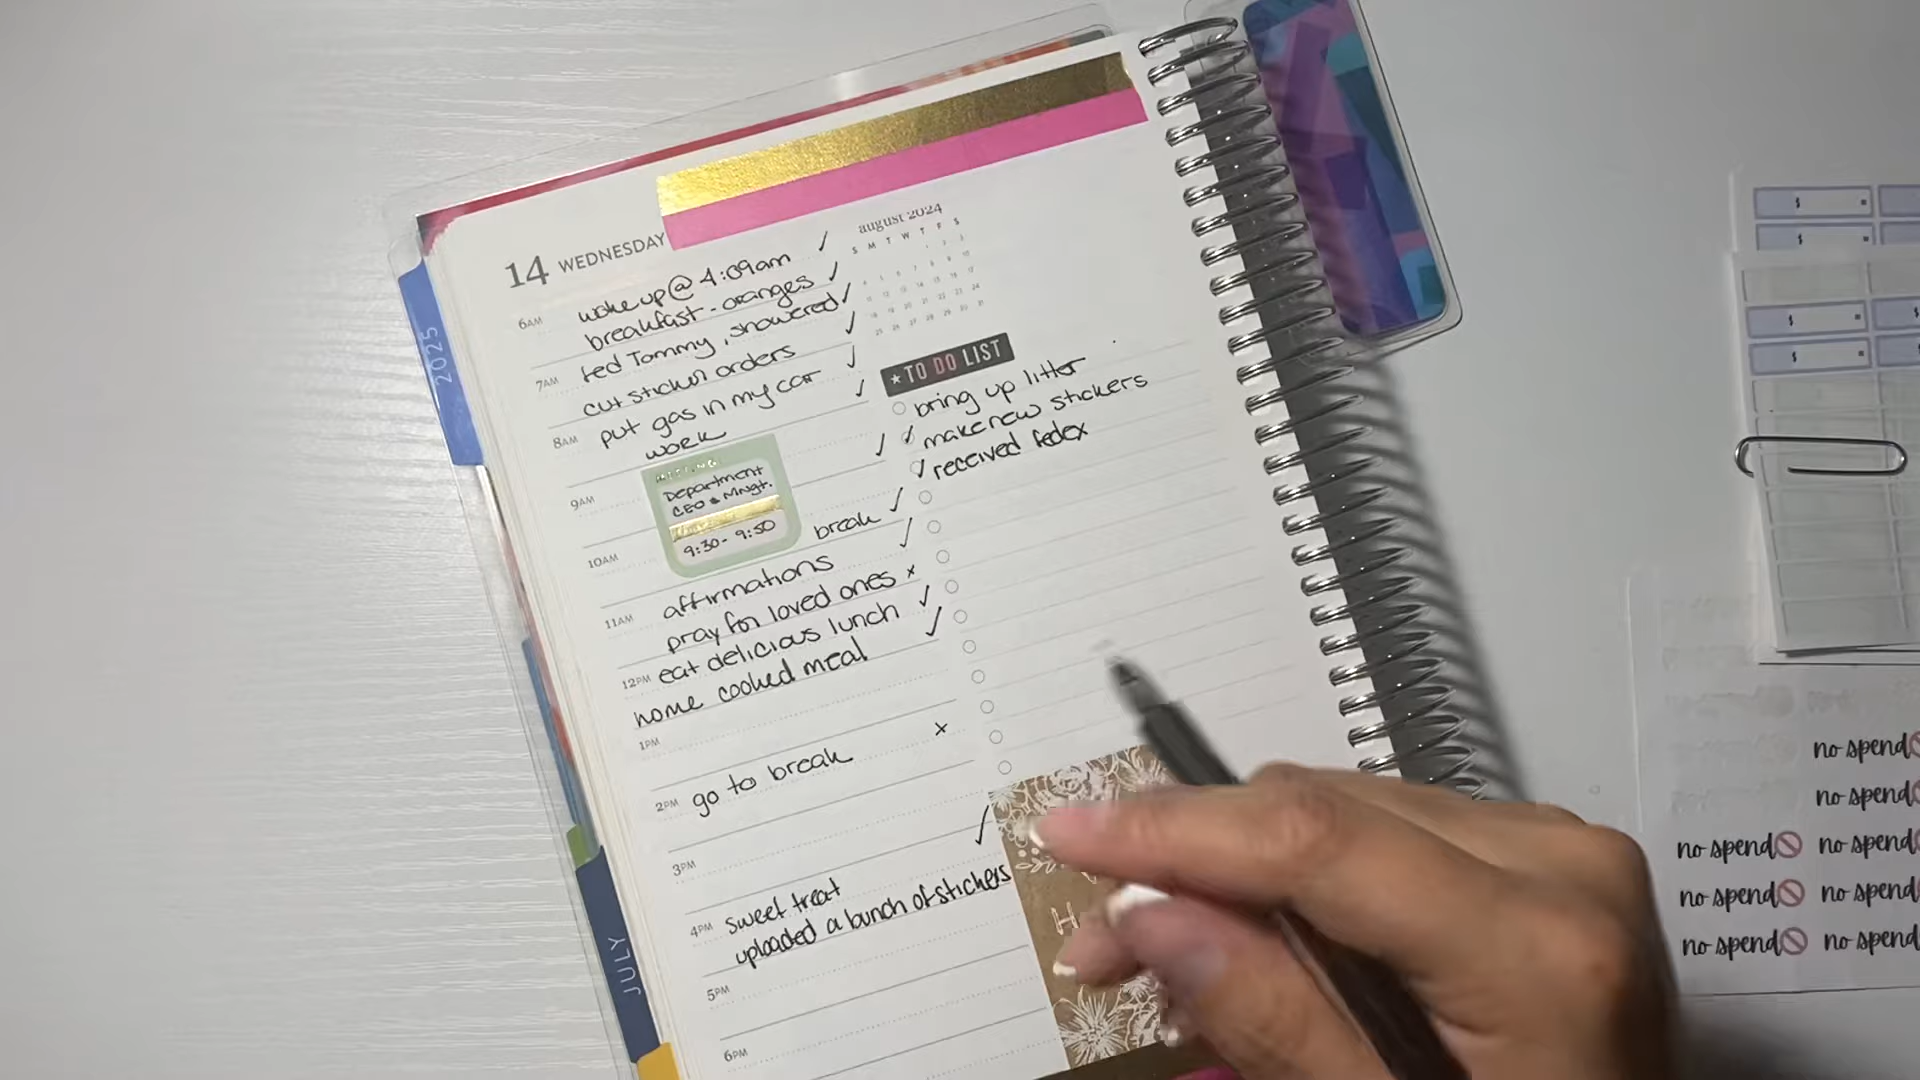 14 WEDNESDAY
august 2024
S M T W T F S
6AM
woke up @ 4:09am
breakfast - oranges
fed Tommy, showered
7AM
cut sticker orders
put gas in my car
8AM
work
9AM
Department
CEO & Mngt.
9:30 - 9:50
break
10AM
affirmations
11AM
pray for loved ones
eat delicious lunch
12PM
home cooked meal
1PM
go to break
2PM
3PM
sweet treat
4PM
uploaded a bunch of stickers
5PM
6PM
★TO DO LIST
bring up litter
make new stickers
received fedex
2025
JULY
$
$
$
$
$
no spend
no spend
no spend no spend
no spend no spend
no spend no spend